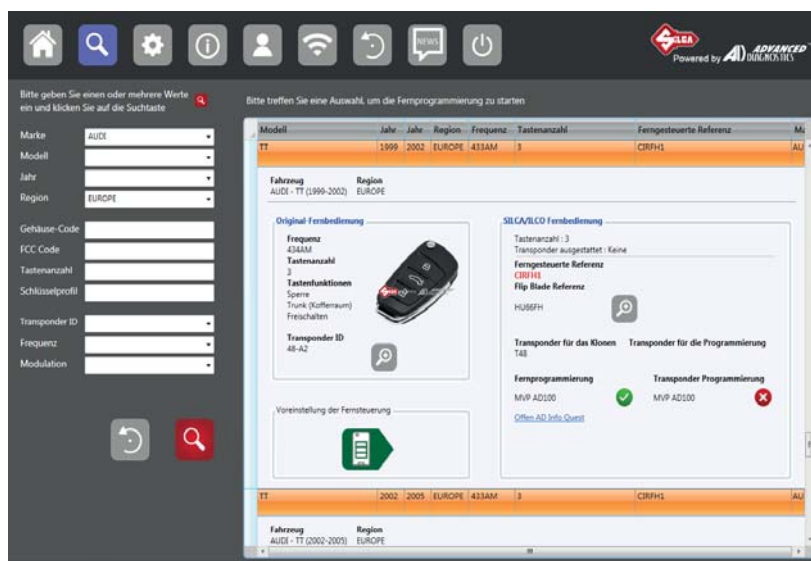 NEWS
SILCA
Powered by AD ADVANCED DIAGNOSTICS
Bitte geben Sie einen oder mehrere Werte
ein und klicken Sie auf die Suchtaste
Marke AUDI
Modell
Jahr
Region EUROPE
Gehäuse-Code
FCC Code
Tastenanzahl
Schlüsselprofil
Transponder ID
Frequenz
Modulation
Bitte treffen Sie eine Auswahl, um die Fernprogrammierung zu starten
Modell Jahr Jahr Region Frequenz Tastenanzahl Ferngesteuerte Referenz
TT 1999 2002 EUROPE 433AM 3 CIRFH1 AU
Fahrzeug Region
AUDI - TT (1999-2002) EUROPE
Original-Fernbedienung
Frequenz
434AM
Tastenanzahl
3
Tastenfunktionen
Sperre
Trunk (Kofferraum)
Freischalten
Transponder ID
48-A2
Voreinstellung der Fernsteuerung
SILCA/ILCO Fernbedienung
Tastenanzahl : 3
Transponder ausgestattet : Keine
Ferngesteuerte Referenz
CIRFH1
Flip Blade Referenz
HU66FH
Transponder für das Klonen Transponder für die Programmierung
T48
Fernprogrammierung Transponder Programmierung
MVP AD100 MVP AD100
Offen AD Info Quest
TT 2002 2005 EUROPE 433AM 3 CIRFH1 AU
Fahrzeug Region
AUDI - TT (2002-2005) EUROPE